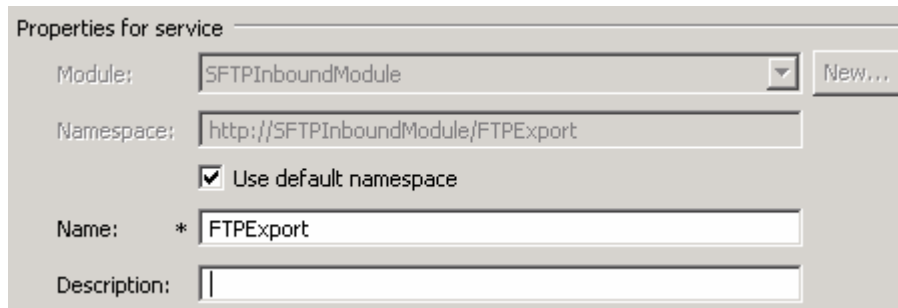 Properties for service
Module: SFTPInboundModule New...
Namespace: http://SFTPInboundModule/FTPExport
Use default namespace
Name: * FTPExport
Description: